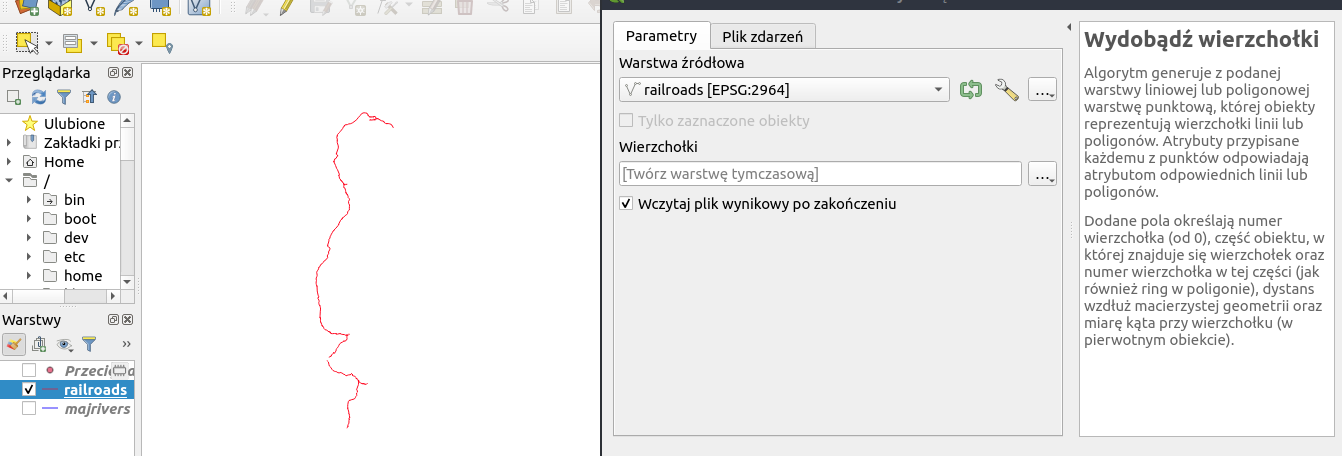 Przeglądarka
Ulubione
Zakładki prz
Home
/
bin
boot
dev
etc
home
Warstwy
railroads
majrivers
Parametry
Plik zdarzeń
Warstwa źródłowa
railroads [EPSG:2964]
Tylko zaznaczone obiekty
Wierzchołki
[Twórz warstwę tymczasową]
Wczytaj plik wynikowy po zakończeniu
Wydobądź wierzchołki
Algorytm generuje z podanej
warstwy liniowej lub poligonowej
warstwę punktową, której obiekty
reprezentują wierzchołki linii lub
poligonów. Atrybuty przypisane
każdemu z punktów odpowiadają
atrybutom odpowiednich linii lub
poligonów.
Dodane pola określają numer
wierzchołka (od 0), część obiektu, w
której znajduje się wierzchołek oraz
numer wierzchołka w tej części (jak
również ring w poligonie), dystans
wzdłuż macierzystej geometrii oraz
miarę kąta przy wierzchołku (w
pierwotnym obiekcie).